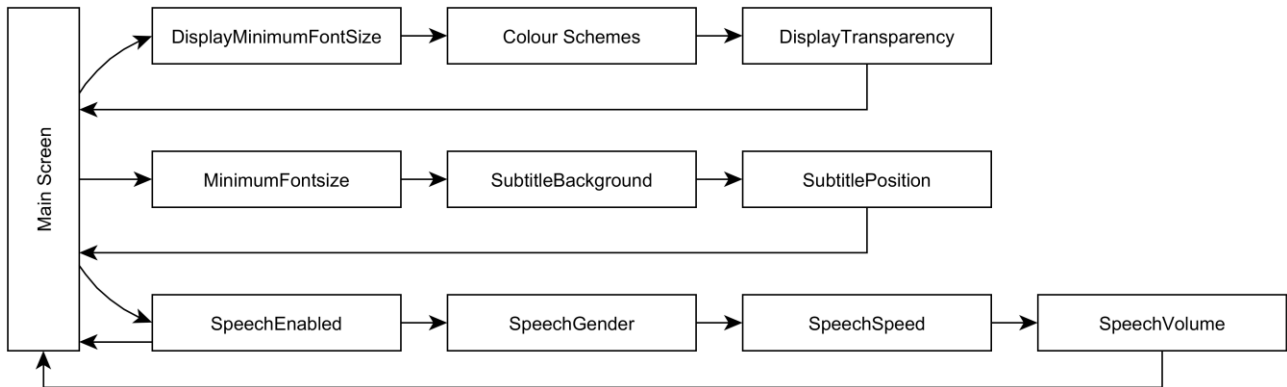 Main Screen
DisplayMinimumFontSize
Colour Schemes
DisplayTransparency
MinimumFontsize
SubtitleBackground
SubtitlePosition
SpeechEnabled
SpeechGender
SpeechSpeed
SpeechVolume